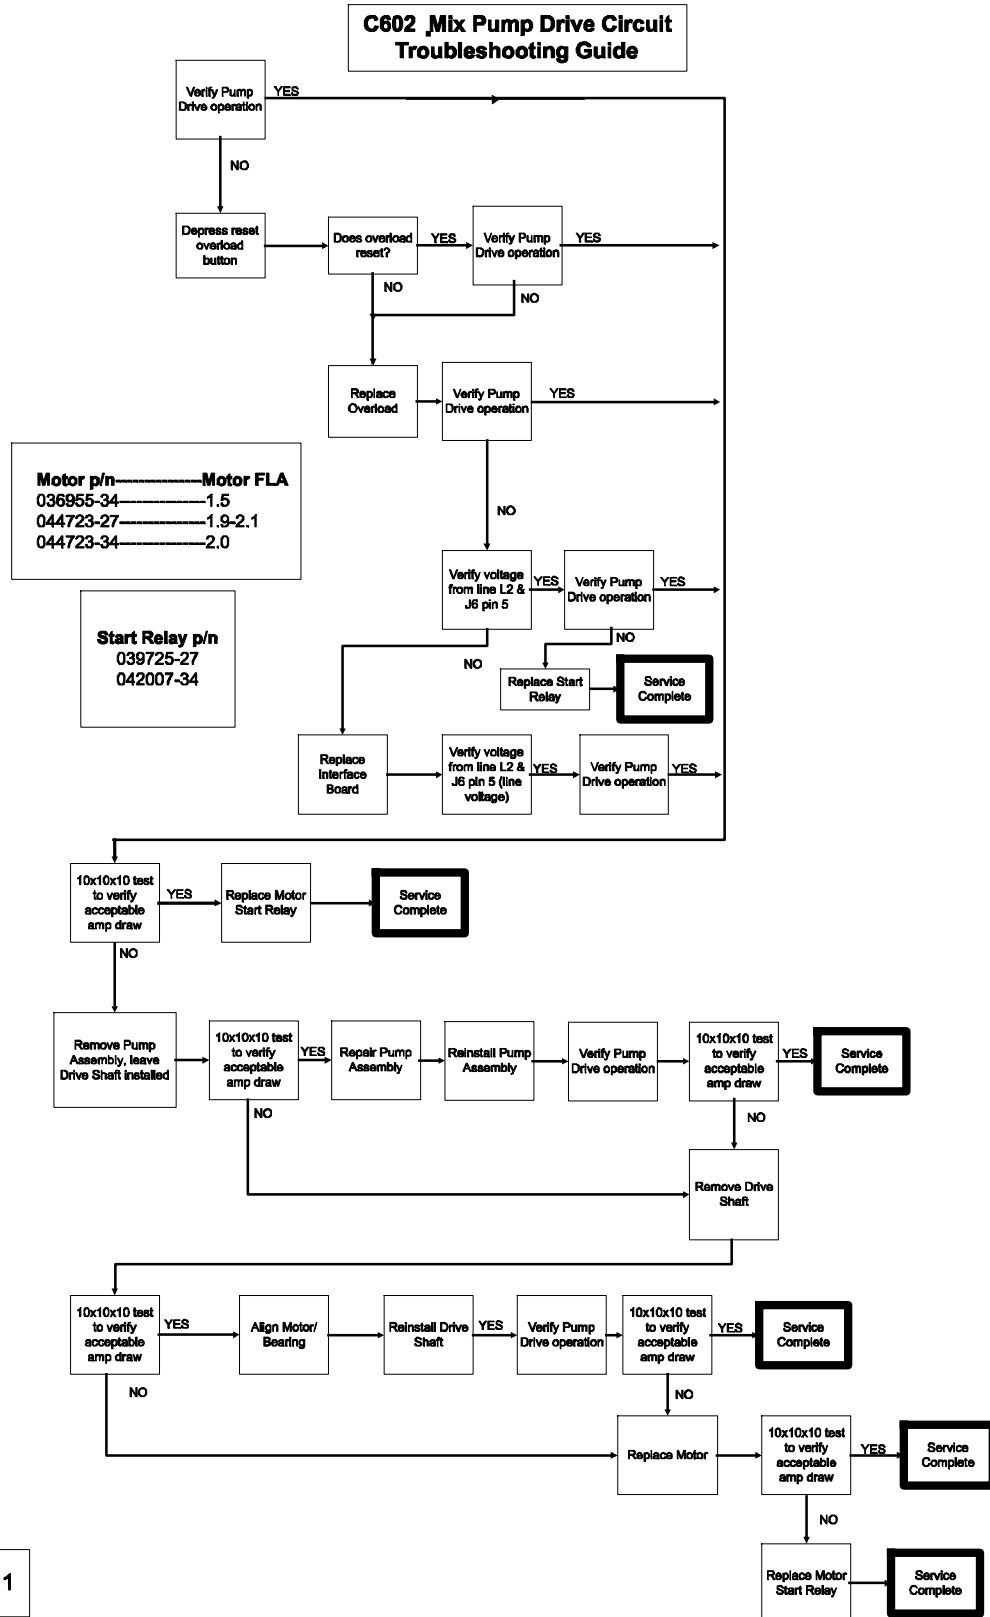 C602 ,Mix Pump Drive Circuit
Troubleshooting Guide
Verify Pump
Drive operation
YES
NO
Depress reset
overload
button
Does overload
reset?
YES
Verify Pump
Drive operation
YES
NO
NO
Replace
Overload
Verify Pump
Drive operation
YES
Motor p/n----------------Motor FLA
036955-34----------------1.5
044723-27----------------1.9-2.1
044723-34----------------2.0
NO
Verify voltage
from line L2 &
J6 pin 5
YES
Verify Pump
Drive operation
YES
Start Relay p/n
039725-27
042007-34
NO
NO
Replace Start
Relay
Service
Complete
Replace
Interface
Board
Verify voltage
from line L2 &
J6 pin 5 (line
voltage)
YES
Verify Pump
Drive operation
YES
10x10x10 test
to verify
acceptable
amp draw
YES
Replace Motor
Start Relay
Service
Complete
NO
Remove Pump
Assembly, leave
Drive Shaft installed
10x10x10 test
to verify
acceptable
amp draw
YES
Repair Pump
Assembly
Reinstall Pump
Assembly
Verify Pump
Drive operation
10x10x10 test
to verify
acceptable
amp draw
YES
Service
Complete
NO
NO
Remove Drive
Shaft
10x10x10 test
to verify
acceptable
amp draw
YES
Align Motor/
Bearing
Reinstall Drive
Shaft
YES
Verify Pump
Drive operation
10x10x10 test
to verify
acceptable
amp draw
YES
Service
Complete
NO
NO
Replace Motor
10x10x10 test
to verify
acceptable
amp draw
YES
Service
Complete
NO
Replace Motor
Start Relay
Service
Complete
1